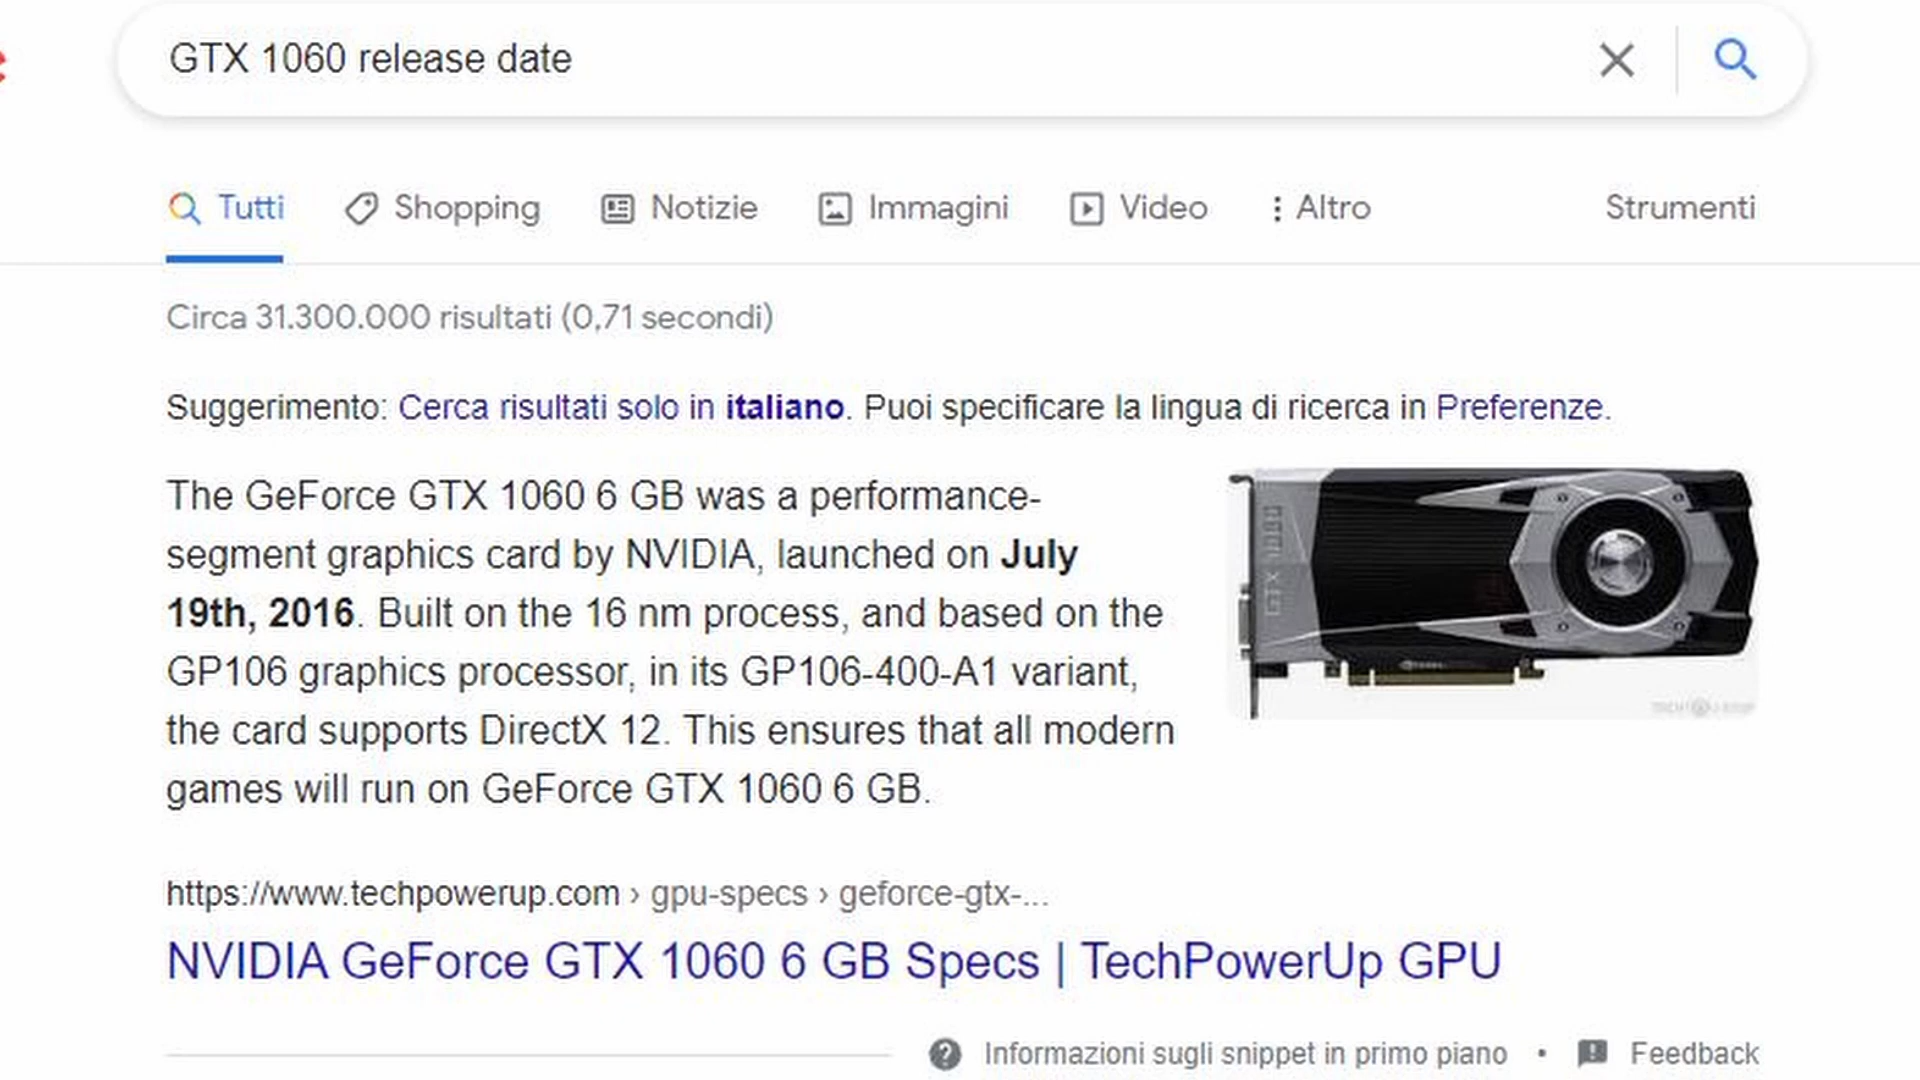 GTX 1060 release date
Tutti Shopping Notizie Immagini Video Altro Strumenti
Circa 31.300.000 risultati (0,71 secondi)
Suggerimento: Cerca risultati solo in italiano. Puoi specificare la lingua di ricerca in Preferenze.
The GeForce GTX 1060 6 GB was a performance-
segment graphics card by NVIDIA, launched on July
19th, 2016. Built on the 16 nm process, and based on the
GP106 graphics processor, in its GP106-400-A1 variant,
the card supports DirectX 12. This ensures that all modern
games will run on GeForce GTX 1060 6 GB.
https://www.techpowerup.com › gpu-specs › geforce-gtx-...
NVIDIA GeForce GTX 1060 6 GB Specs | TechPowerUp GPU
Informazioni sugli snippet in primo piano • Feedback